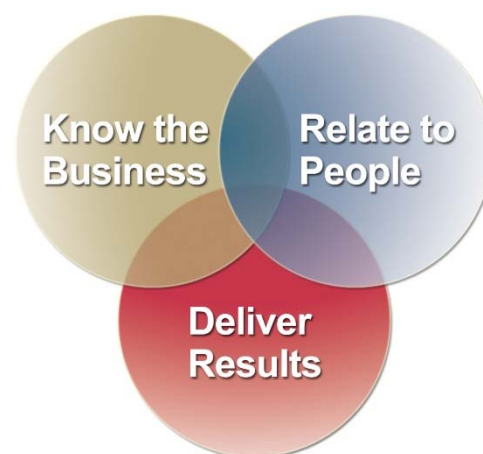 Know the
Business
Relate to
People
Deliver
Results